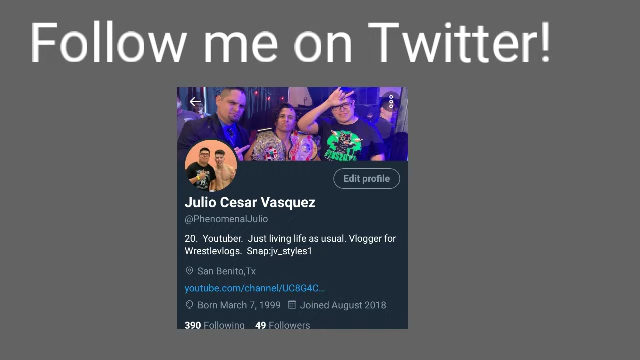 Follow me on Twitter!
Edit profile
Julio Cesar Vasquez
@PhenomenalJulio
20. Youtuber. Just living life as usual. Vlogger for
Wrestlevlogs. Snap:jv_styles1
San Benito,Tx
youtube.com/channel/UC8G4C...
Born March 7, 1999 Joined August 2018
390 Following 49 Followers